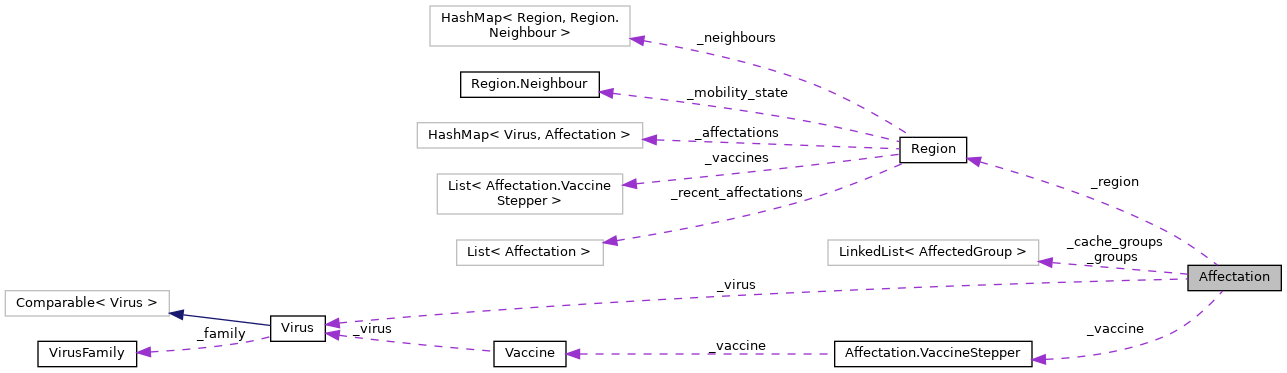 HashMap< Region, Region.
Neighbour >
_neighbours
Region.Neighbour
_mobility_state
HashMap< Virus, Affectation >
_affectations
Region
_vaccines
List< Affectation.Vaccine
Stepper >
_region
_recent_affectations
List< Affectation >
LinkedList< AffectedGroup >
_cache_groups
_groups
Affectation
_virus
Comparable< Virus >
Virus
_family
_virus
_vaccine
VirusFamily
Vaccine
_vaccine
Affectation.VaccineStepper